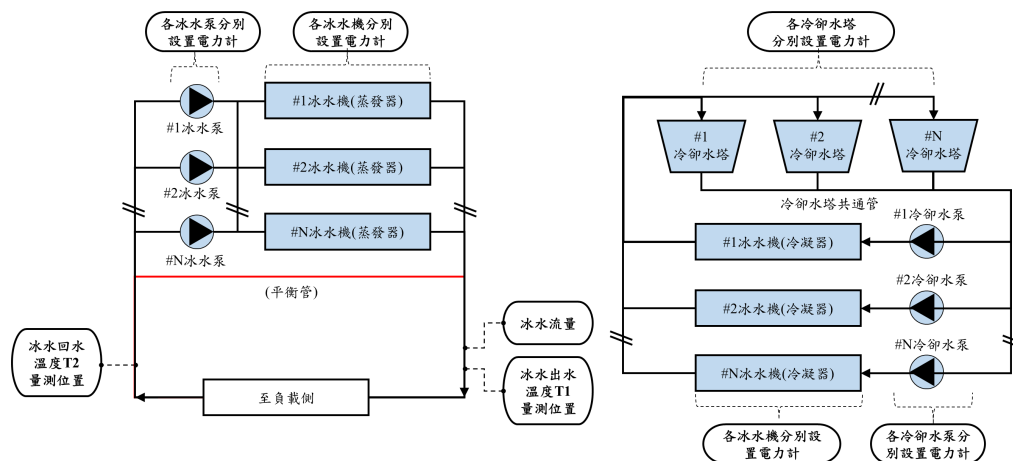 各冰水泵分別
設置電力計
各冰水機分別
設置電力計
#1冰水泵
#2冰水泵
#N冰水泵
#1冰水機(蒸發器)
#2冰水機(蒸發器)
#N冰水機(蒸發器)
(平衡管)
冰水回水
溫度T2
量測位置
至負載側
冰水流量
冰水出水
溫度T1
量測位置
各冷卻水塔
分別設置電力計
#1
冷卻水塔
#2
冷卻水塔
#N
冷卻水塔
冷卻水塔共通管
#1冷卻水泵
#1冰水機(冷凝器)
#2冷卻水泵
#2冰水機(冷凝器)
#N冷卻水泵
#N冰水機(冷凝器)
各冰水機分別設
置電力計
各冷卻水泵分
別設置電力計